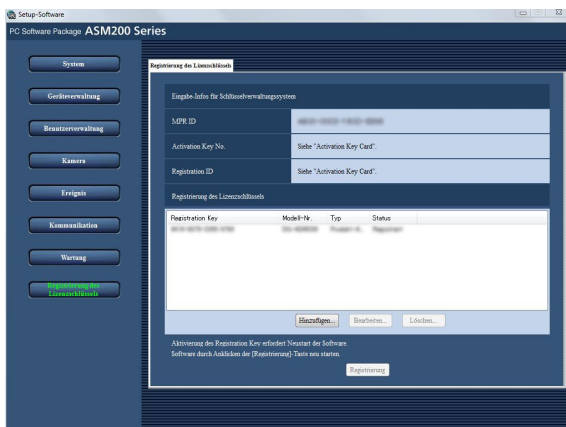 Setup-Software
PC Software Package ASM200 Series
System
Geräteverwaltung
Benutzerverwaltung
Kamera
Ereignis
Kommunikation
Wartung
Registrierung des
Lizenzschlüssels
Registrierung des Lizenzschlüssels
Eingabe-Infos für Schlüsselverwaltungssystem
MPR ID
Activation Key No. Siehe "Activation Key Card".
Registration ID Siehe "Activation Key Card".
Registrierung des Lizenzschlüssels
Registration Key Modell-Nr. Typ Status
Hinzufügen... Bearbeiten... Löschen...
Aktivierung des Registration Key erfordert Neustart der Software.
Software durch Anklicken der [Registrierung]-Taste neu starten.
Registrierung